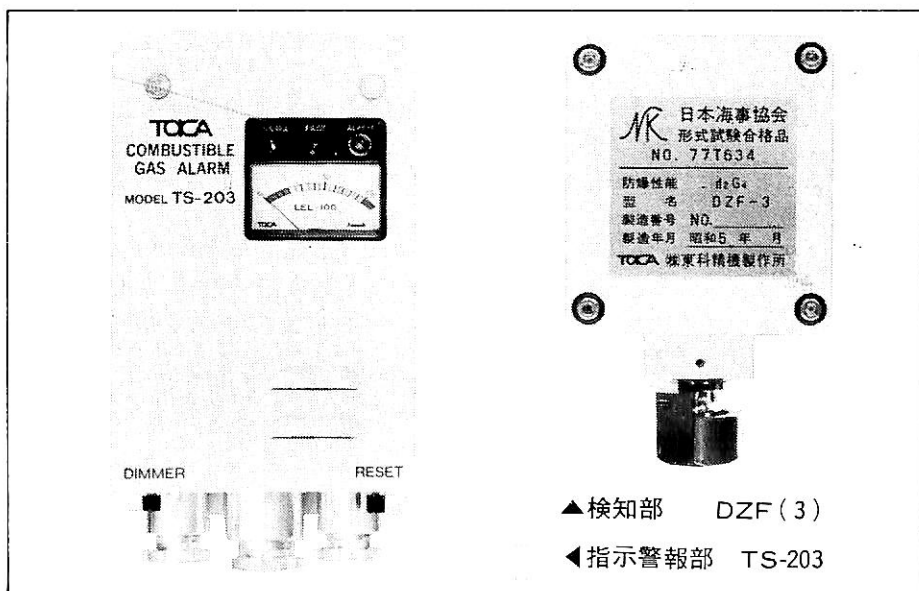 TOCA
COMBUSTIBLE
GAS ALARM
MODEL TS-203
LEL-100
TOCA
DIMMER
RESET
NK 日本海事協会
形式試験合格品
NO. 77T634
防爆性能 d2G4
型名 DZF-3
製造番号 NO.
製造年月 昭和5 年 月
TOCA 株東科精機製作所
▲検知部 DZF(3)
◀指示警報部 TS-203